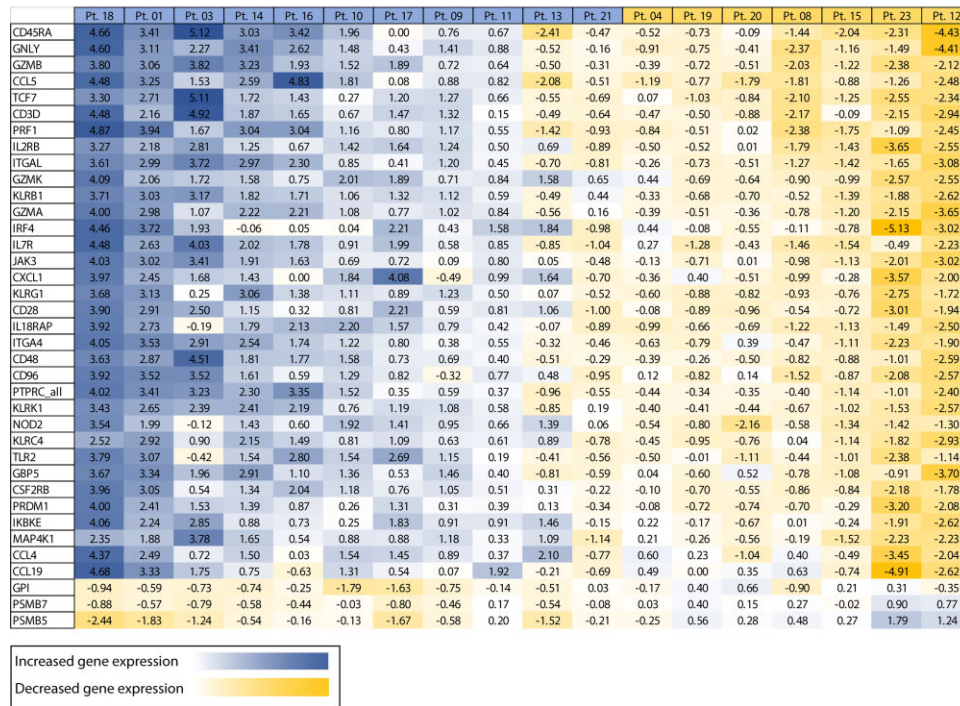 Pt. 18 Pt. 01 Pt. 03 Pt. 14 Pt. 16 Pt. 10 Pt. 17 Pt. 09 Pt. 11 Pt. 13 Pt. 21 Pt. 04 Pt. 19 Pt. 20 Pt. 08 Pt. 15 Pt. 23 Pt. 12
CD45RA 4.66 3.41 5.12 3.03 3.42 1.96 0.00 0.76 0.67 -2.41 -0.47 -0.52 -0.73 -0.09 -1.44 -2.04 -2.31 -4.43
GNLY 4.60 3.11 2.27 3.41 2.62 1.48 0.43 1.41 0.88 -0.52 -0.16 -0.91 -0.75 -0.41 -2.37 -1.16 -1.49 -4.41
GZMB 3.80 3.06 3.82 3.23 1.93 1.52 1.89 0.72 0.64 -0.50 -0.31 -0.39 -0.72 -0.51 -2.03 -1.22 -2.38 -2.12
CCL5 4.48 3.25 1.53 2.59 4.83 1.81 0.08 0.88 0.82 -2.08 -0.51 -1.19 -0.77 -1.79 -1.81 -0.88 -1.26 -2.48
TCF7 3.30 2.71 5.11 1.72 1.43 0.27 1.20 1.27 0.66 -0.55 -0.69 0.07 -1.03 -0.84 -2.10 -1.25 -2.55 -2.34
CD3D 4.48 2.16 4.92 1.87 1.65 0.67 1.47 1.32 0.15 -0.49 -0.64 -0.47 -0.50 -0.88 -2.17 -0.09 -2.15 -2.94
PRF1 4.87 3.94 1.67 3.04 3.04 1.16 0.80 1.17 0.55 -1.42 -0.93 -0.84 -0.51 0.02 -2.38 -1.75 -1.09 -2.45
IL2RB 3.27 2.18 2.81 1.25 0.67 1.42 1.64 1.24 0.50 0.69 -0.89 -0.50 -0.52 0.01 -1.79 -1.43 -3.65 -2.55
ITGAL 3.61 2.99 3.72 2.97 2.30 0.85 0.41 1.20 0.45 -0.70 -0.81 -0.26 -0.73 -0.51 -1.27 -1.42 -1.65 -3.08
GZMK 4.09 2.06 1.72 1.58 0.75 2.01 1.89 0.71 0.84 1.58 0.65 0.44 -0.69 -0.64 -0.90 -0.99 -2.57 -2.55
KLRB1 3.71 3.03 3.17 1.82 1.71 1.06 1.32 1.12 0.59 -0.49 0.44 -0.33 -0.68 -0.70 -0.52 -1.39 -1.88 -2.62
GZMA 4.00 2.98 1.07 2.22 2.21 1.08 0.77 1.02 0.84 -0.56 0.16 -0.39 -0.51 -0.36 -0.78 -1.20 -2.15 -3.65
IRF4 4.46 3.72 1.93 -0.06 0.05 0.04 2.21 0.43 1.58 1.84 -0.98 0.44 -0.08 -0.55 -0.11 -0.78 -5.13 -3.02
IL7R 4.48 2.63 4.03 2.02 1.78 0.91 1.99 0.58 0.85 -0.85 -1.04 0.27 -1.28 -0.43 -1.46 -1.54 -0.49 -2.23
JAK3 4.03 3.02 3.41 1.91 1.63 0.69 0.72 0.09 0.80 0.05 -0.48 -0.13 -0.71 0.01 -0.98 -1.13 -2.01 -3.02
CXCL1 3.97 2.45 1.68 1.43 0.00 1.84 4.08 -0.49 0.99 1.64 -0.70 -0.36 0.40 -0.51 -0.99 -0.28 -3.57 -2.00
KLRG1 3.68 3.13 0.25 3.06 1.38 1.11 0.89 1.23 0.50 0.07 -0.52 -0.60 -0.88 -0.82 -0.93 -0.76 -2.75 -1.72
CD28 3.90 2.91 2.50 1.15 0.32 0.81 2.21 0.59 0.81 1.06 -1.00 -0.08 -0.89 -0.96 -0.54 -0.72 -3.01 -1.94
IL18RAP 3.92 2.73 -0.19 1.79 2.13 2.20 1.57 0.79 0.42 -0.07 -0.89 -0.99 -0.66 -0.69 -1.22 -1.13 -1.49 -2.50
ITGA4 4.05 3.53 2.91 2.54 1.74 1.22 0.80 0.38 0.55 -0.32 -0.46 -0.63 -0.79 0.39 -0.47 -1.11 -2.23 -1.90
CD48 3.63 2.87 4.51 1.81 1.77 1.58 0.73 0.69 0.40 -0.51 -0.29 -0.39 -0.26 -0.50 -0.82 -0.88 -1.01 -2.59
CD96 3.92 3.52 3.52 1.61 0.59 1.29 0.82 -0.32 0.77 0.48 -0.95 0.12 -0.82 0.14 -1.52 -0.87 -2.08 -2.57
PTPRC_all 4.02 3.41 3.23 2.30 3.35 1.52 0.35 0.59 0.37 -0.96 -0.55 -0.44 -0.34 -0.35 -0.40 -1.14 -1.01 -2.40
KLRK1 3.43 2.65 2.39 2.41 2.19 0.76 1.19 1.08 0.58 -0.85 0.19 -0.40 -0.41 -0.44 -0.67 -1.02 -1.53 -2.57
NOD2 3.54 1.99 -0.12 1.43 0.60 1.92 1.41 0.95 0.66 1.39 0.06 -0.54 -0.80 -2.16 -0.58 -1.34 -1.42 -1.30
KLRC4 2.52 2.92 0.90 2.15 1.49 0.81 1.09 0.63 0.61 0.89 -0.78 -0.45 -0.95 -0.76 0.04 -1.14 -1.82 -2.93
TLR2 3.79 3.07 -0.42 1.54 2.80 1.54 2.69 1.15 0.19 -0.41 -0.56 -0.50 -0.01 -1.11 -0.44 -1.01 -2.38 -1.14
GBP5 3.67 3.34 1.96 2.91 1.10 1.36 0.53 1.46 0.40 -0.81 -0.59 0.04 -0.60 0.52 -0.78 -1.08 -0.91 -3.70
CSF2RB 3.96 3.05 0.54 1.34 2.04 1.18 0.76 1.05 0.51 0.31 -0.22 -0.10 -0.70 -0.55 -0.86 -0.84 -2.18 -1.78
PRDM1 4.00 2.41 1.53 1.39 0.87 0.26 1.31 0.31 0.39 0.13 -0.34 -0.08 -0.72 -0.74 -0.70 -0.29 -3.20 -2.08
IKBKE 4.06 2.24 2.85 0.88 0.73 0.25 1.83 0.91 0.91 1.46 -0.15 0.22 -0.17 -0.67 0.01 -0.24 -1.91 -2.62
MAP4K1 2.35 1.88 3.78 1.65 0.54 0.88 0.88 1.18 0.33 1.09 -1.14 0.21 -0.26 -0.56 -0.19 -1.52 -2.23 -2.23
CCL4 4.37 2.49 0.72 1.50 0.03 1.54 1.45 0.89 0.37 2.10 -0.77 0.60 0.23 -1.04 0.40 -0.49 -3.45 -2.04
CCL19 4.68 3.33 1.75 0.75 -0.63 1.31 0.54 0.07 1.92 -0.21 -0.69 0.49 0.00 0.35 0.63 -0.74 -4.91 -2.62
GPI -0.94 -0.59 -0.73 -0.74 -0.25 -1.79 -1.63 -0.75 -0.14 -0.51 0.03 -0.17 0.40 0.66 -0.90 0.21 0.31 -0.35
PSMB7 -0.88 -0.57 -0.79 -0.58 -0.44 -0.03 -0.80 -0.46 0.17 -0.54 -0.08 0.03 0.40 0.15 0.27 -0.02 0.90 0.77
PSMB5 -2.44 -1.83 -1.24 -0.54 -0.16 -0.13 -1.67 -0.58 0.20 -1.52 -0.21 -0.25 0.56 0.28 0.48 0.27 1.79 1.24
Increased gene expression
Decreased gene expression